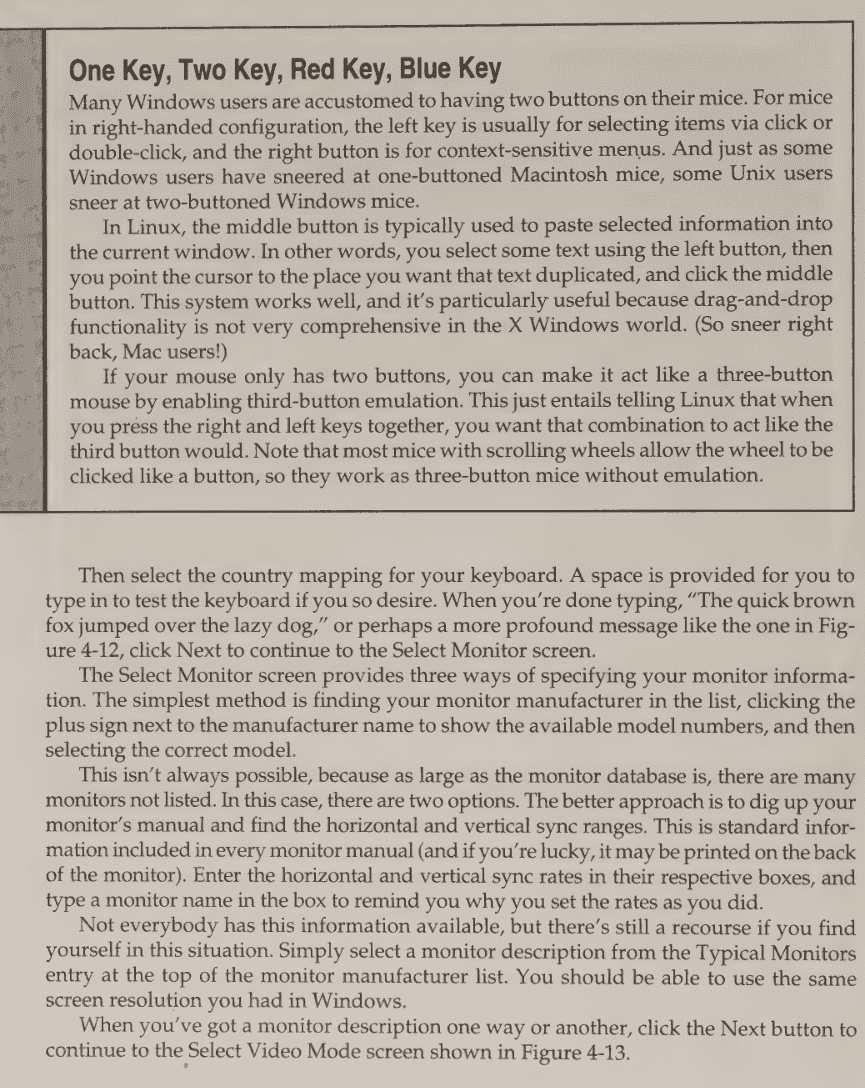 One Key, Two Key, Red Key, Blue Key
Many Windows users are accustomed to having two buttons on their mice. For mice
in right-handed configuration, the left key is usually for selecting items via click or
double-click, and the right button is for context-sensitive menus. And just as some
Windows users have sneered at one-buttoned Macintosh mice, some Unix users
sneer at two-buttoned Windows mice.
In Linux, the middle button is typically used to paste selected information into
the current window. In other words, you select some text using the left button, then
you point the cursor to the place you want that text duplicated, and click the middle
button. This system works well, and it's particularly useful because drag-and-drop
functionality is not very comprehensive in the X Windows world. (So sneer right
back, Mac users!)
If your mouse only has two buttons, you can make it act like a three-button
mouse by enabling third-button emulation. This just entails telling Linux that when
you press the right and left keys together, you want that combination to act like the
third button would. Note that most mice with scrolling wheels allow the wheel to be
clicked like a button, so they work as three-button mice without emulation.
Then select the country mapping for your keyboard. A space is provided for you to
type in to test the keyboard if you so desire. When you're done typing, "The quick brown
fox jumped over the lazy dog," or perhaps a more profound message like the one in Fig-
ure 4-12, click Next to continue to the Select Monitor screen.
The Select Monitor screen provides three ways of specifying your monitor informa-
tion. The simplest method is finding your monitor manufacturer in the list, clicking the
plus sign next to the manufacturer name to show the available model numbers, and then
selecting the correct model.
This isn't always possible, because as large as the monitor database is, there are many
monitors not listed. In this case, there are two options. The better approach is to dig up your
monitor's manual and find the horizontal and vertical sync ranges. This is standard infor-
mation included in every monitor manual (and if you're lucky, it may be printed on the back
of the monitor). Enter the horizontal and vertical sync rates in their respective boxes, and
type a monitor name in the box to remind you why you set the rates as you did.
Not everybody has this information available, but there's still a recourse if you find
yourself in this situation. Simply select a monitor description from the Typical Monitors
entry at the top of the monitor manufacturer list. You should be able to use the same
screen resolution you had in Windows.
When you've got a monitor description one way or another, click the Next button to
continue to the Select Video Mode screen shown in Figure 4-13.